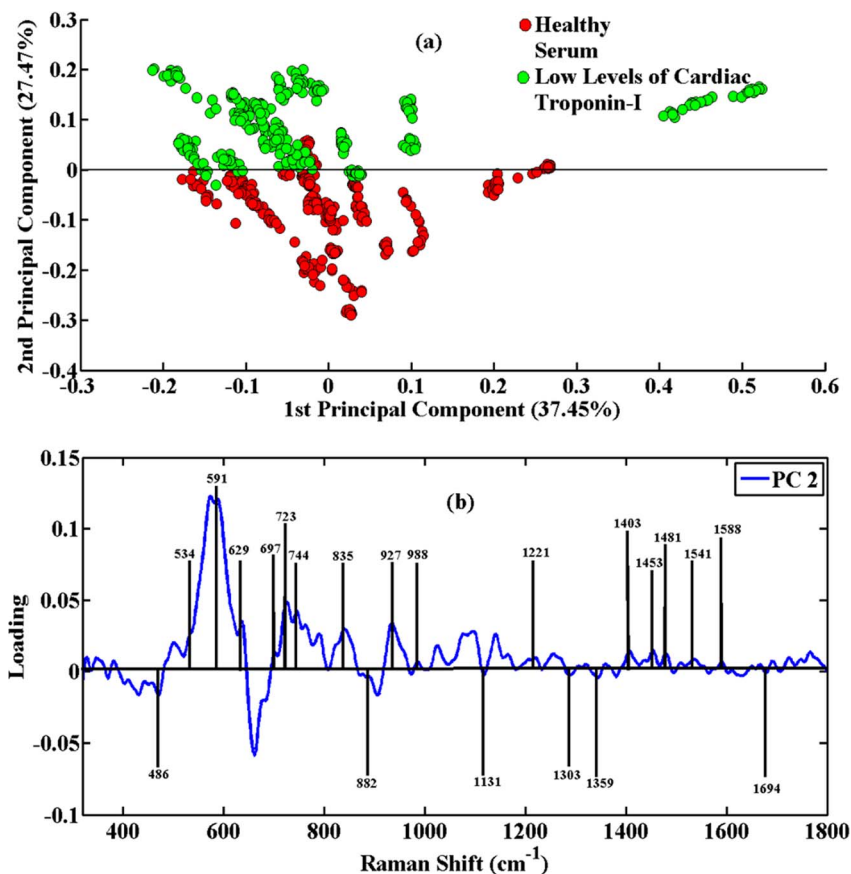 0.3
0.2
0.1
0
-0.1
-0.2
-0.3
-0.4
2nd Principal Component (27.47%)
(a)
Healthy
Serum
Low Levels of Cardiac
Troponin-I
-0.3 -0.2 -0.1 0 0.1 0.2 0.3 0.4 0.5 0.6
1st Principal Component (37.45%)
0.15
0.1
0.05
0
-0.05
-0.1
Loading
(b)
PC 2
534 591 629 697 723 744 835 927 988 1221 1403 1453 1481 1541 1588
486 882 1131 1303 1359 1694
400 600 800 1000 1200 1400 1600 1800
Raman Shift (cm⁻¹)